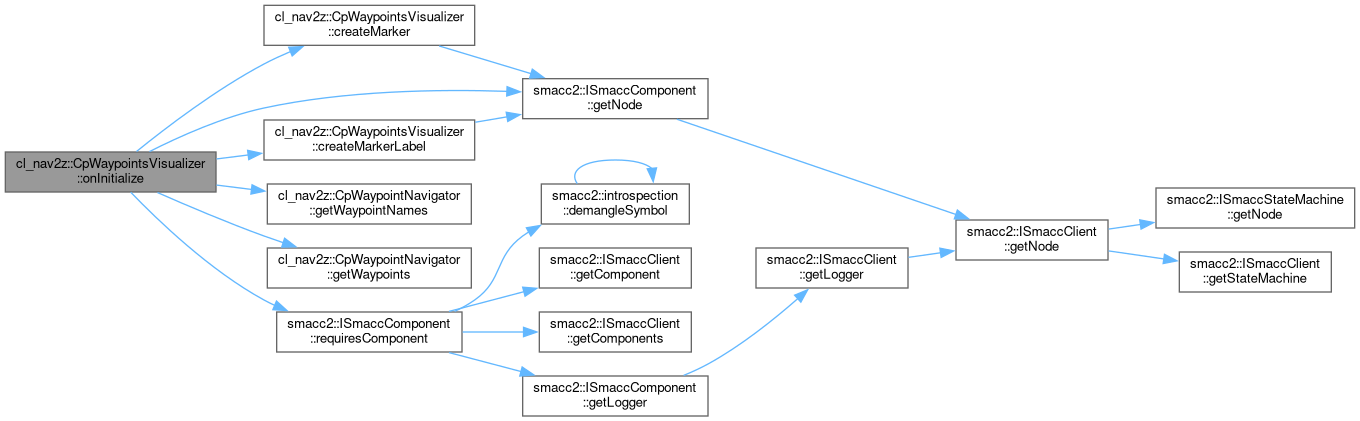 cl_nav2z::CpWaypointsVisualizer
::onInitialize
cl_nav2z::CpWaypointsVisualizer
::createMarker
cl_nav2z::CpWaypointsVisualizer
::createMarkerLabel
cl_nav2z::CpWaypointNavigator
::getWaypointNames
cl_nav2z::CpWaypointNavigator
::getWaypoints
smacc2::ISmaccComponent
::requiresComponent
smacc2::ISmaccComponent
::getNode
smacc2::introspection
::demangleSymbol
smacc2::ISmaccClient
::getComponent
smacc2::ISmaccClient
::getComponents
smacc2::ISmaccComponent
::getLogger
smacc2::ISmaccClient
::getLogger
smacc2::ISmaccClient
::getNode
smacc2::ISmaccStateMachine
::getNode
smacc2::ISmaccClient
::getStateMachine